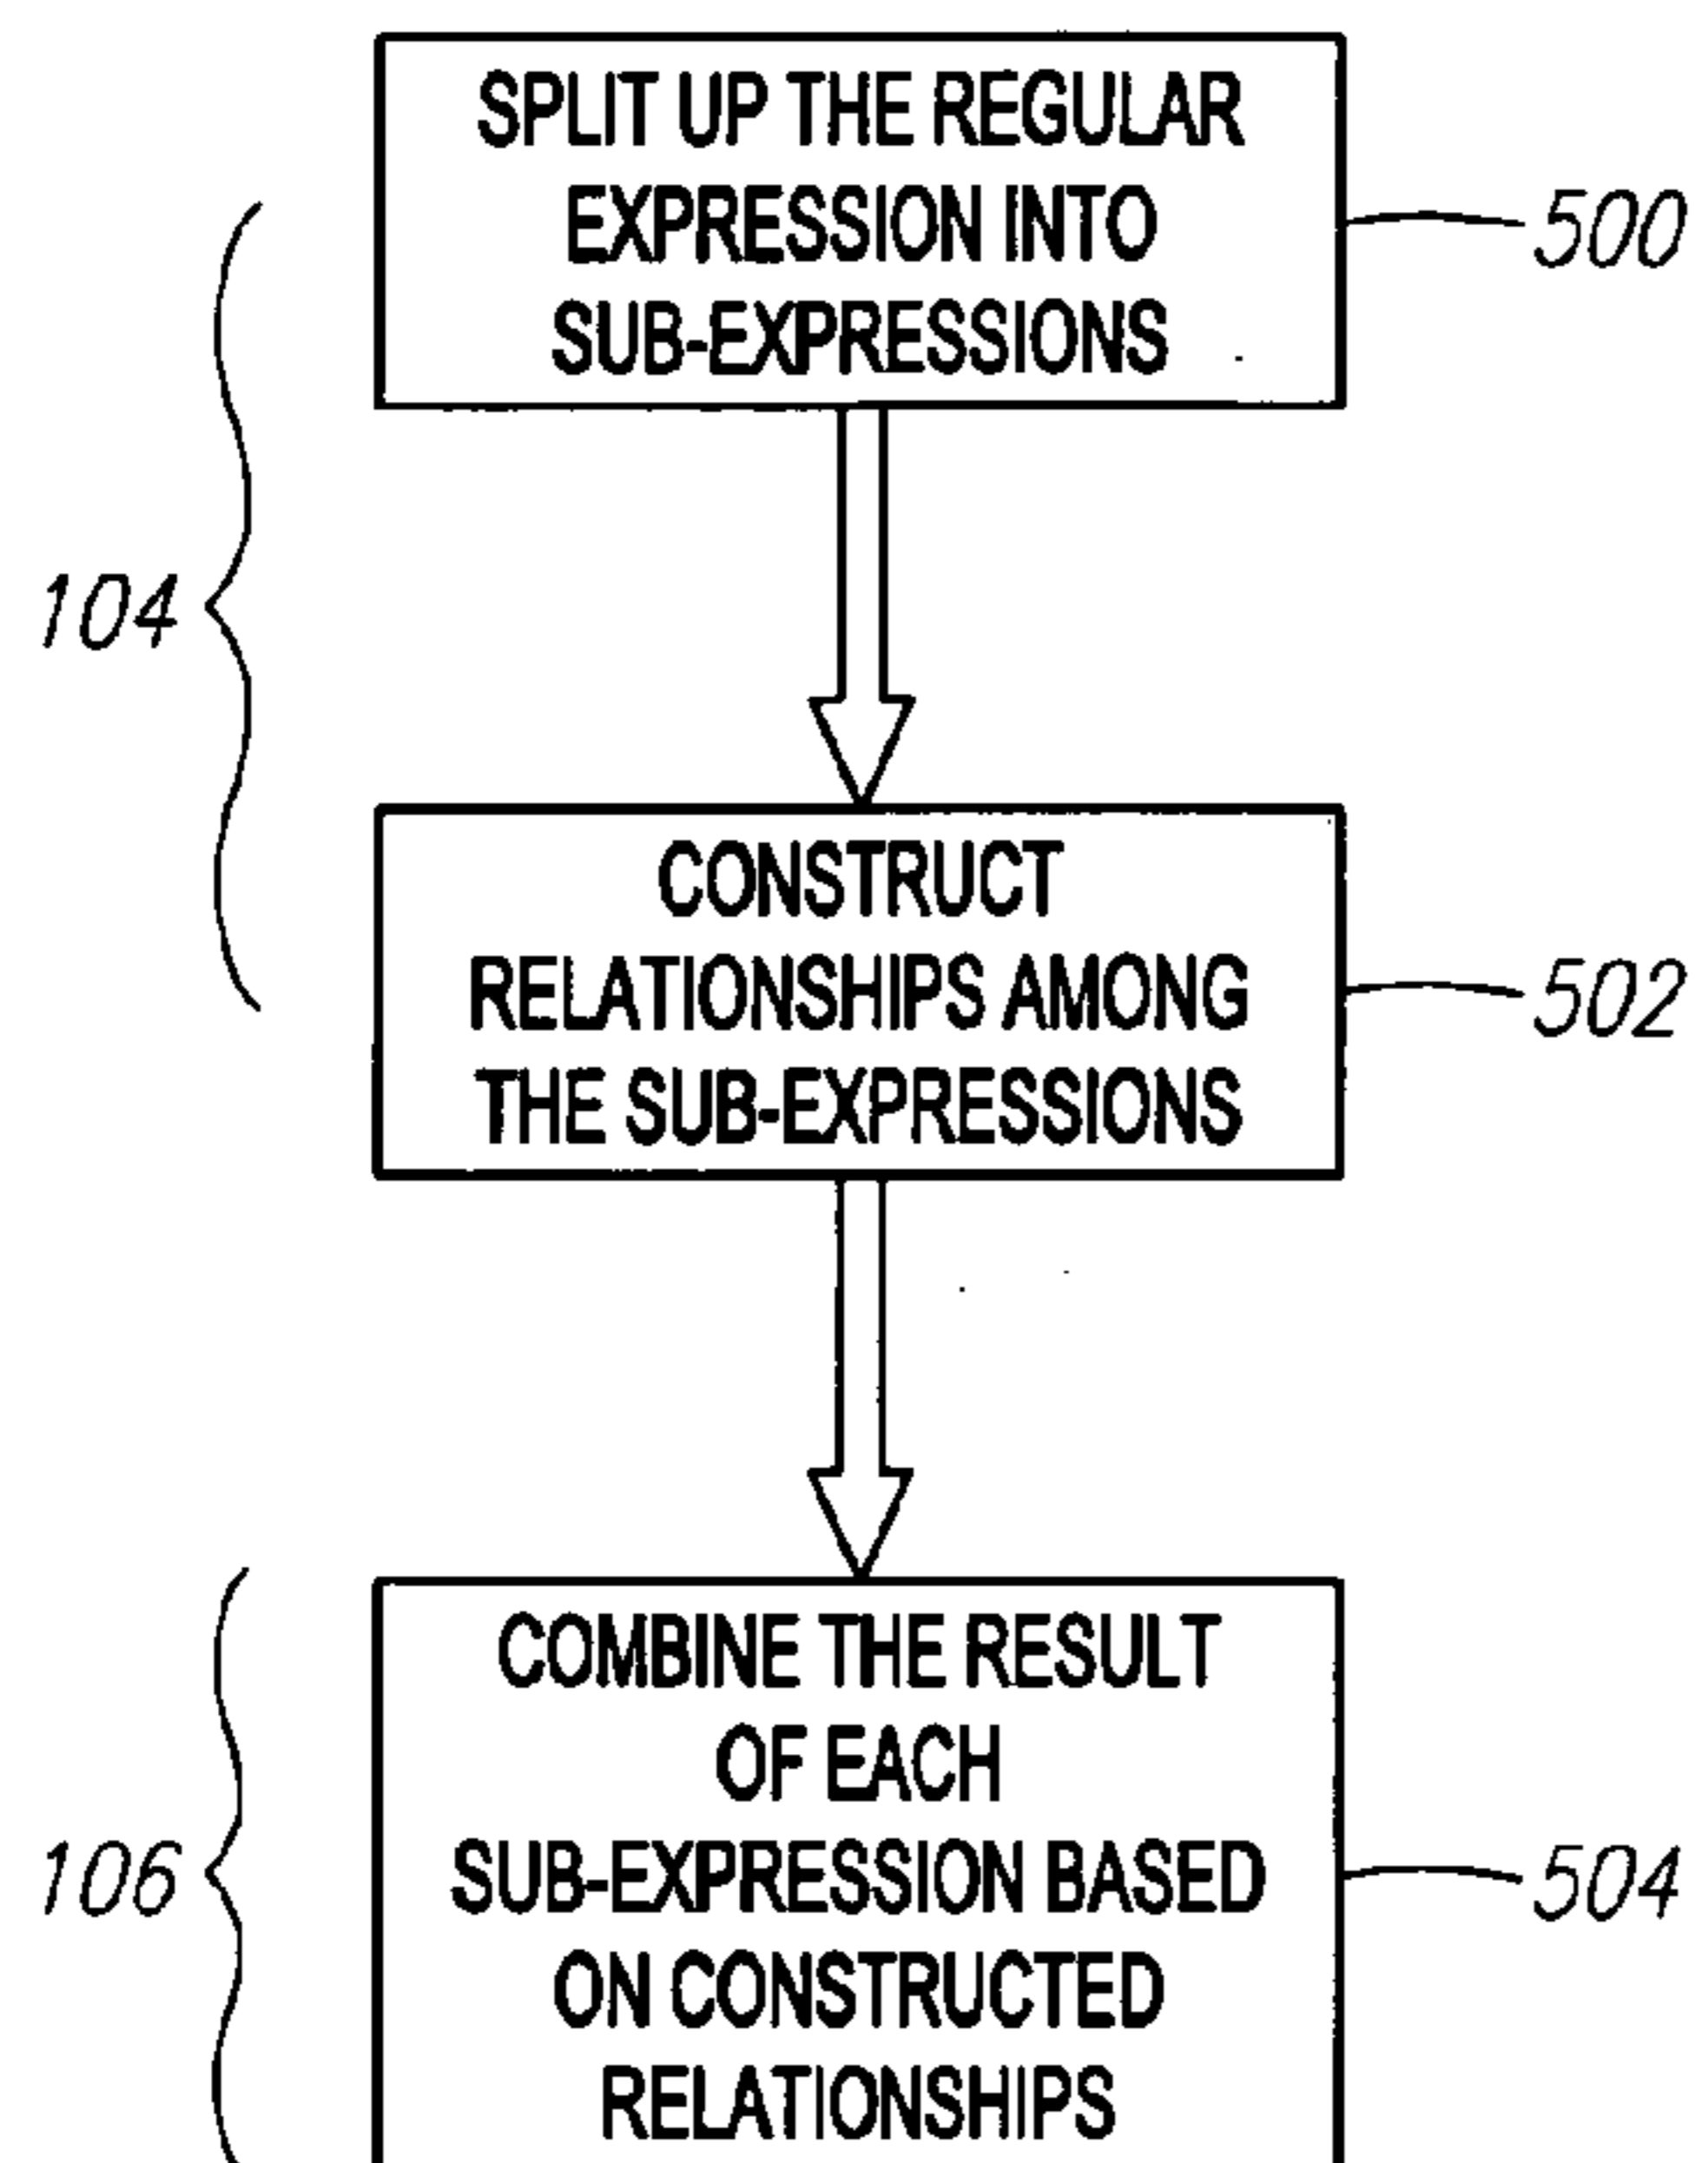 SPLIT UP THE REGULAR
EXPRESSION INTO
SUB-EXPRESSIONS
500
104
CONSTRUCT
RELATIONSHIPS AMONG
THE SUB-EXPRESSIONS
502
COMBINE THE RESULT
OF EACH
SUB-EXPRESSION BASED
ON CONSTRUCTED
RELATIONSHIPS
504
106